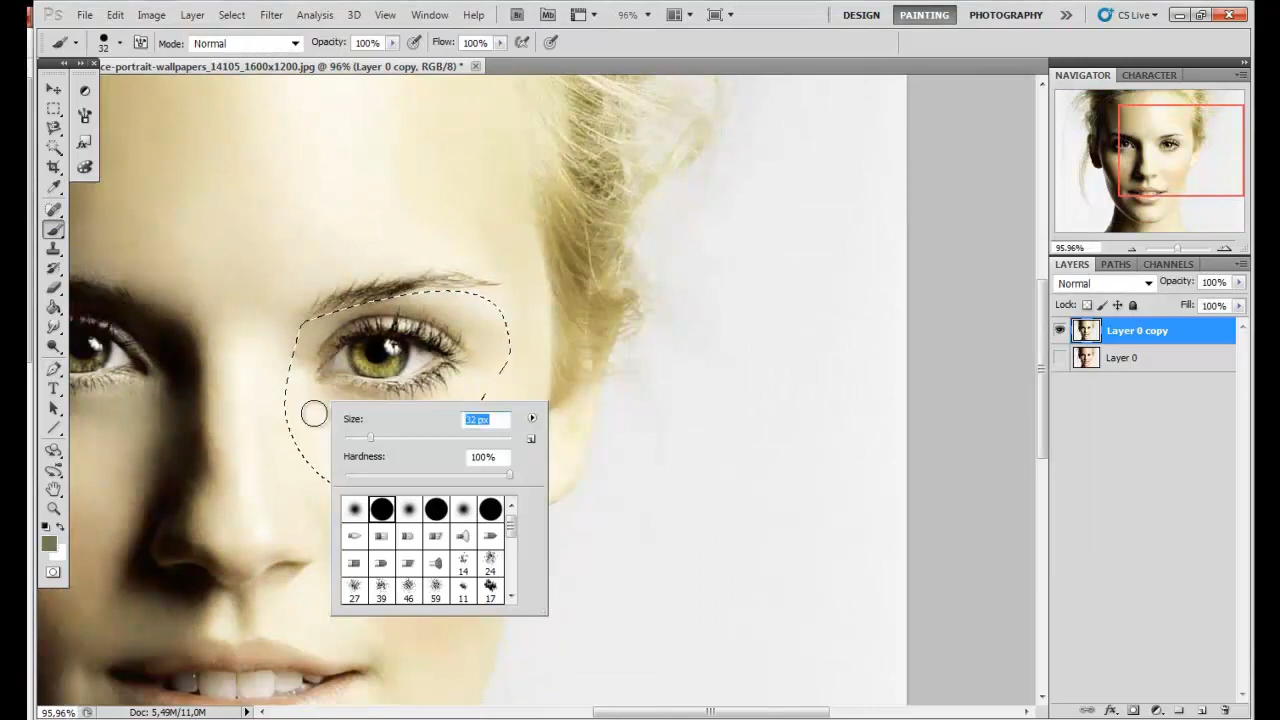 Ps File Edit Image Layer Select Filter Analysis 3D View Window Help Br Mb 96% DESIGN PAINTING PHOTOGRAPHY CS Live
32 Mode: Normal Opacity: 100% Flow: 100%
ce-portrait-wallpapers_14105_1600x1200.jpg @ 96% (Layer 0 copy, RGB/8) *
NAVIGATOR CHARACTER
95.96%
LAYERS PATHS CHANNELS
Normal Opacity: 100%
Lock: Fill: 100%
Layer 0 copy
Layer 0
Size: 32 px
Hardness: 100%
14 24
27 39 46 59 11 17
T
fx
95,96% Doc: 5,49M/11,0M